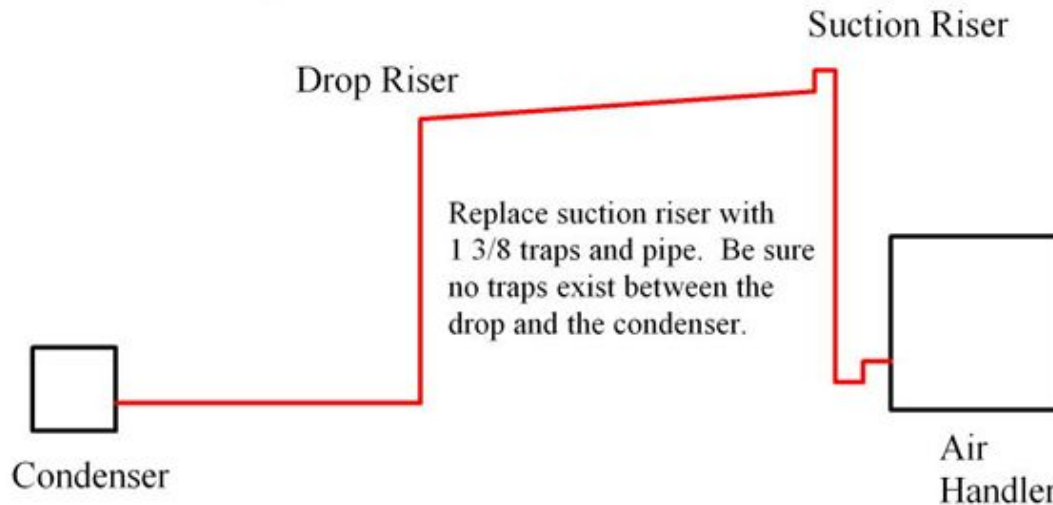 Suction Riser
Drop Riser
Replace suction riser with
1 3/8 traps and pipe. Be sure
no traps exist between the
drop and the condenser.
Condenser
Air
Handler